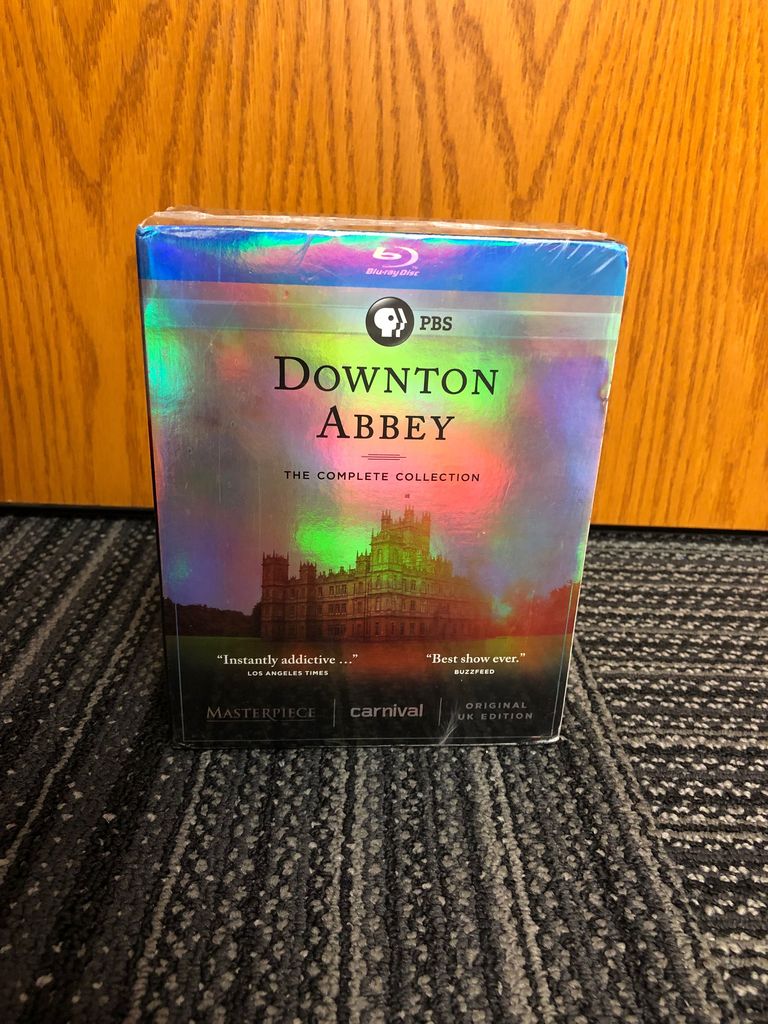 Blu-ray Disc
PBS
DOWNTON
ABBEY
THE COMPLETE COLLECTION
“Instantly addictive ...”
LOS ANGELES TIMES
“Best show ever.”
BUZZFEED
MASTERPIECE
carnival
ORIGINAL
UK EDITION